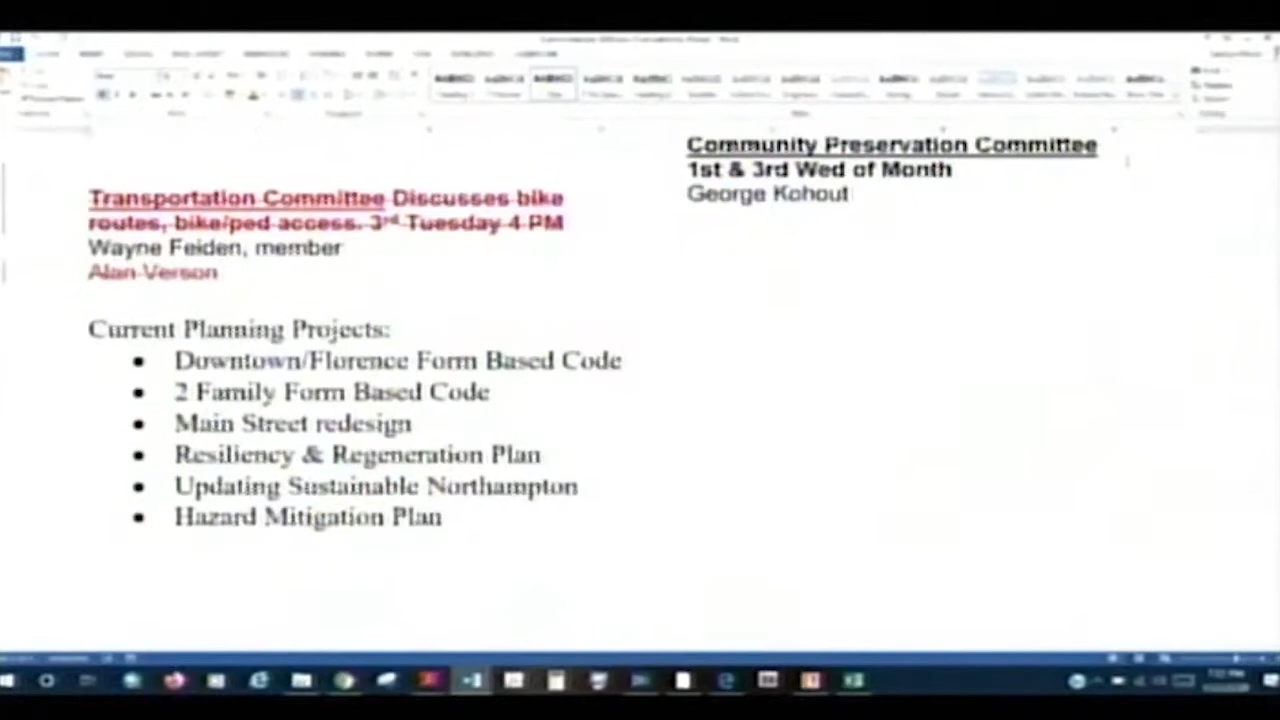 Community Preservation Committee
1st & 3rd Wed of Month
George Kohout
Transportation Committee Discusses bike
routes, bike/ped access. 3rd Tuesday 4 PM
Wayne Feiden, member
Alan Verson
Current Planning Projects:
• Downtown/Florence Form Based Code
• 2 Family Form Based Code
• Main Street redesign
• Resiliency & Regeneration Plan
• Updating Sustainable Northampton
• Hazard Mitigation Plan